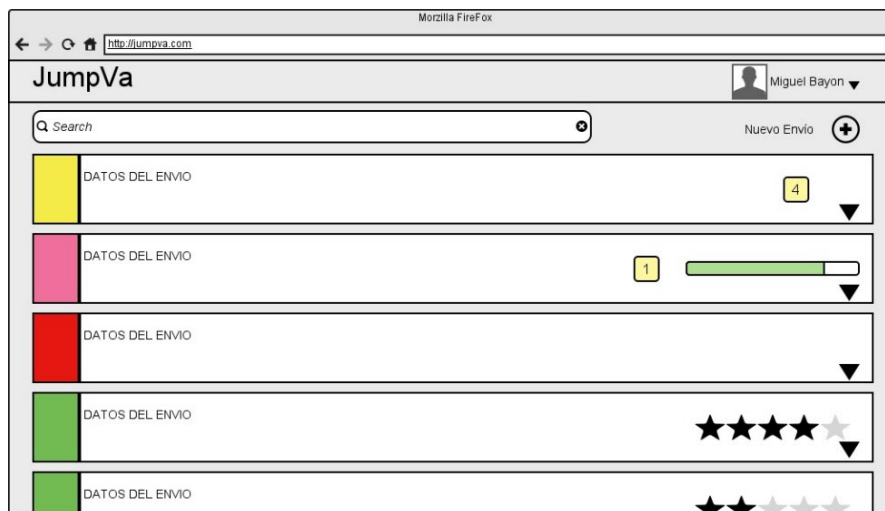 Morzilla FireFox
http://jumpva.com
JumpVa
Miguel Bayon
Search
Nuevo Envío
DATOS DEL ENVIO
4
DATOS DEL ENVIO
1
DATOS DEL ENVIO
DATOS DEL ENVIO
DATOS DEL ENVIO